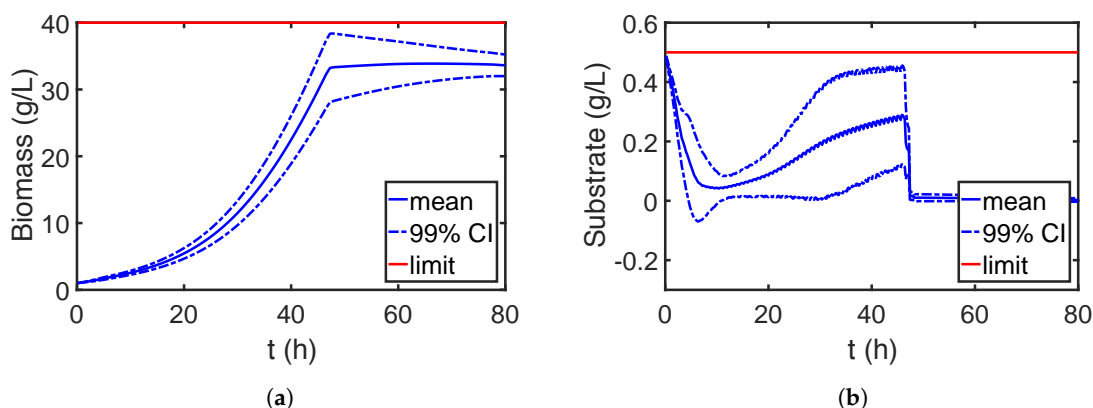 40
30
20
10
0
0 20 40 60 80
Biomass (g/L)
t (h)
mean
99% CI
limit
(a)
0.6
0.4
0.2
0
-0.2
0 20 40 60 80
Substrate (g/L)
t (h)
mean
99% CI
limit
(b)